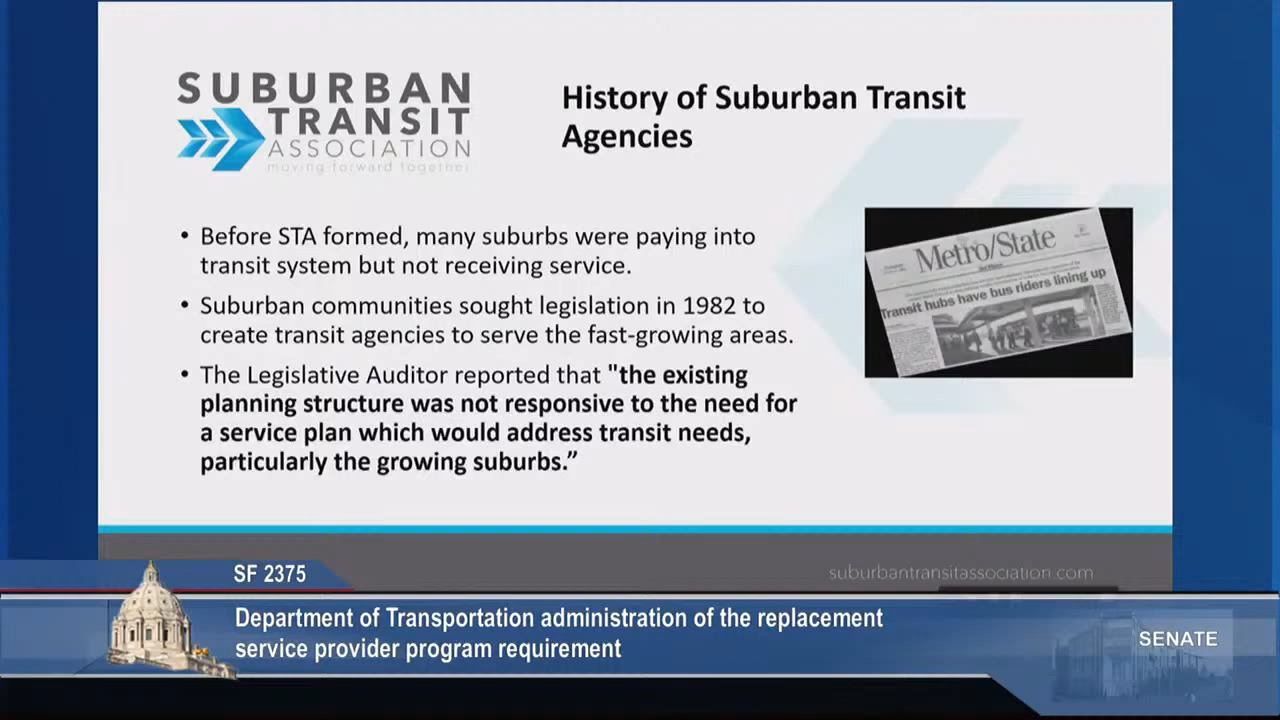 SUBURBAN
TRANSIT
ASSOCIATION
moving forward together
History of Suburban Transit
Agencies
• Before STA formed, many suburbs were paying into
transit system but not receiving service.
• Suburban communities sought legislation in 1982 to
create transit agencies to serve the fast-growing areas.
• The Legislative Auditor reported that "the existing
planning structure was not responsive to the need for
a service plan which would address transit needs,
particularly the growing suburbs.”
Metro/State
Transit hubs have bus riders lining up
suburbantransitassociation.com
SF 2375
Department of Transportation administration of the replacement
service provider program requirement
SENATE